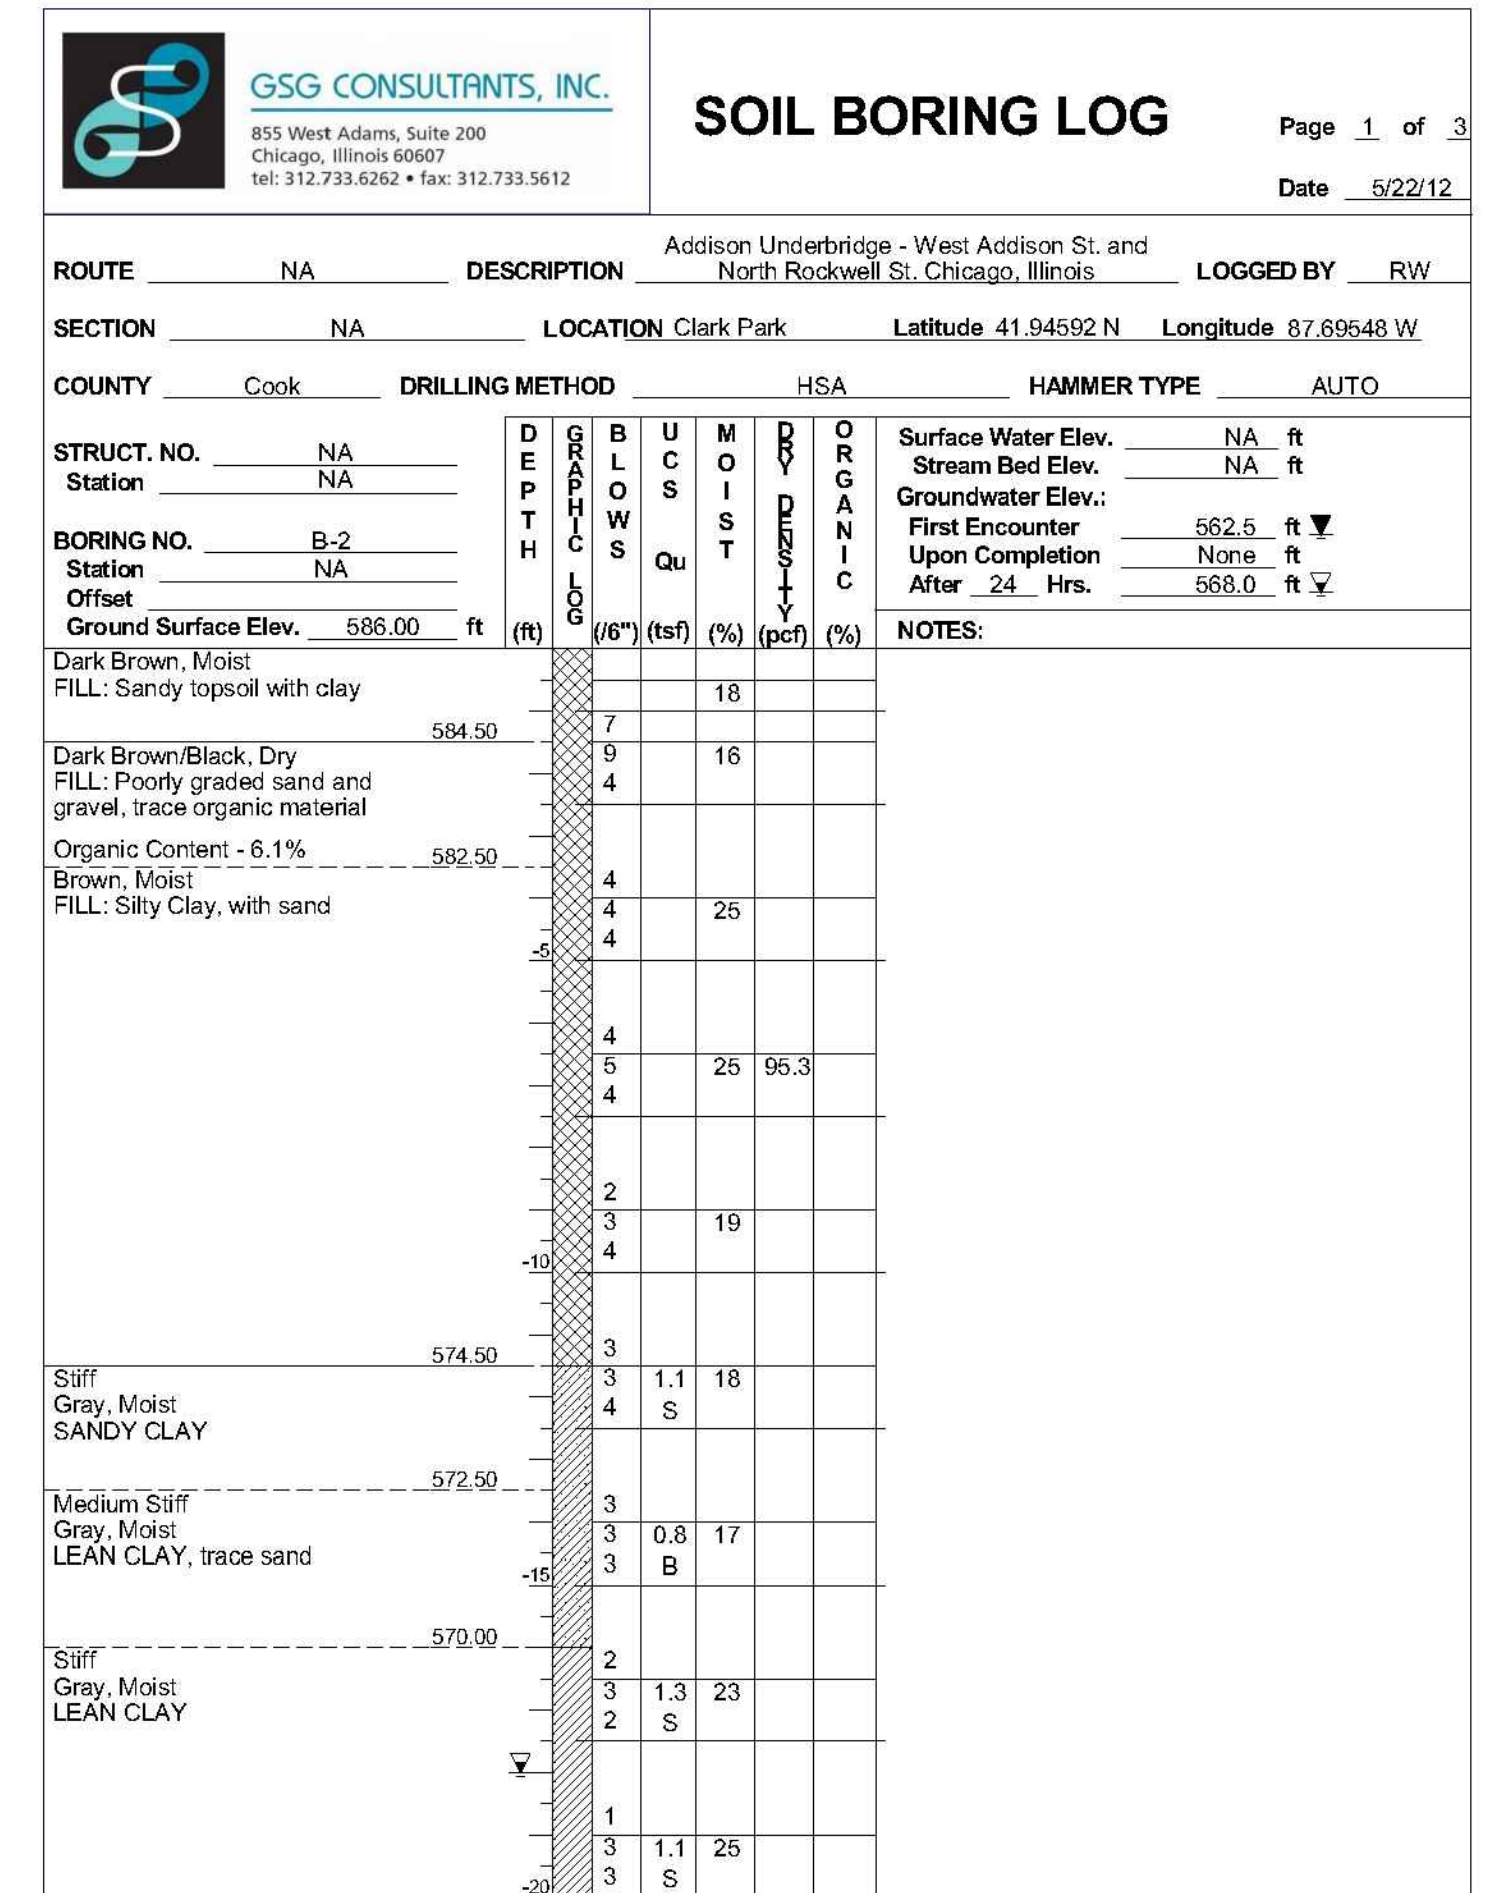 GSG CONSULTANTS, INC.
855 West Adams, Suite 200
Chicago, Illinois 60607
tel: 312.733.6262 • fax: 312.733.5612
SOIL BORING LOG
Page 1 of 3
Date 5/22/12
ROUTE NA DESCRIPTION Addison Underbridge - West Addison St. and
North Rockwell St. Chicago, Illinois LOGGED BY RW
SECTION NA LOCATION Clark Park Latitude 41.94592 N Longitude 87.69548 W
COUNTY Cook DRILLING METHOD HSA HAMMER TYPE AUTO
STRUCT. NO. NA
Station NA
BORING NO. B-2
Station NA
Offset
Ground Surface Elev. 586.00 ft
DEPTH (ft)
GRAPHIC LOG
BLOWS (/6")
UCS Qu (tsf)
MOIST (%)
DRY DENSITY (pcf)
ORGANIC (%)
Surface Water Elev. NA ft
Stream Bed Elev. NA ft
Groundwater Elev.:
First Encounter 562.5 ft
Upon Completion None ft
After 24 Hrs. 568.0 ft
NOTES:
Dark Brown, Moist
FILL: Sandy topsoil with clay 18
584.50 7
Dark Brown/Black, Dry 9 16
FILL: Poorly graded sand and 4
gravel, trace organic material
Organic Content - 6.1% 582.50
Brown, Moist 4
FILL: Silty Clay, with sand 4 25
-5 4
4
5 25 95.3
4
2
3 19
-10 4
574.50 3
Stiff 3 1.1 18
Gray, Moist 4 S
SANDY CLAY
572.50
Medium Stiff 3
Gray, Moist 3 0.8 17
LEAN CLAY, trace sand 3 B
-15
570.00
Stiff 2
Gray, Moist 3 1.3 23
LEAN CLAY 2 S
1
3 1.1 25
-20 3 S